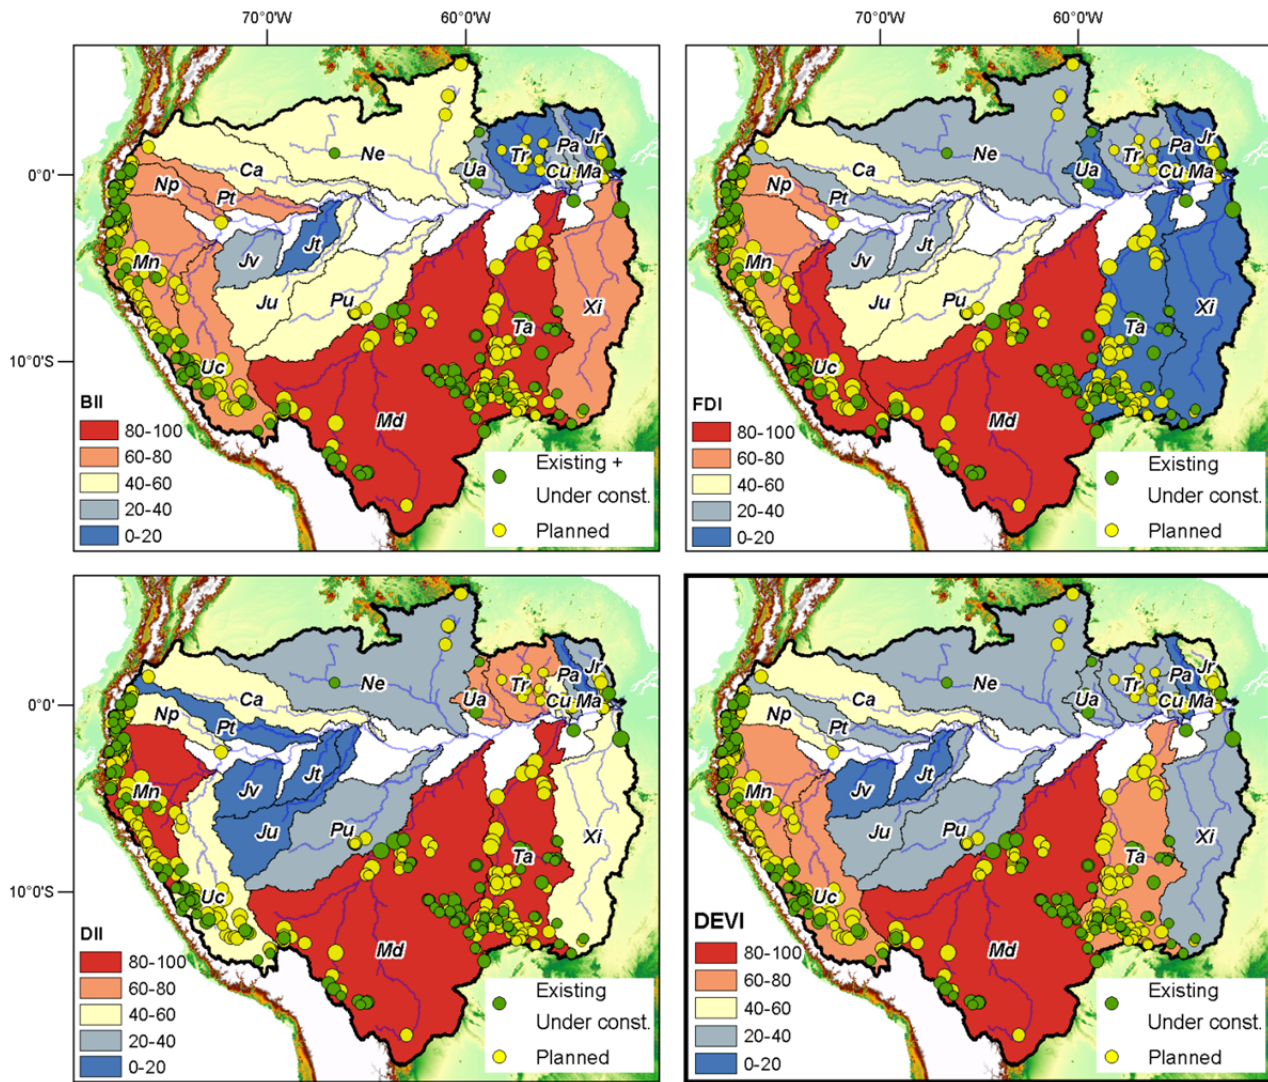 70°0'W 60°0'W 70°0'W 60°0'W
0°0'
10°0'S
Ca Ne Np Pt Ua Tr Pa Jr Cu Ma Mn Jv Jt Ju Pu Uc Ta Xi Md
BII
80-100
60-80
40-60
20-40
0-20
Existing +
Under const.
Planned
Ca Ne Np Pt Ua Tr Pa Jr Cu Ma Mn Jv Jt Ju Pu Uc Ta Xi Md
FDI
80-100
60-80
40-60
20-40
0-20
Existing
Under const.
Planned
0°0'
10°0'S
Ca Ne Np Pt Ua Tr Pa Jr Cu Ma Mn Jv Jt Ju Pu Uc Ta Xi Md
DII
80-100
60-80
40-60
20-40
0-20
Existing
Under const.
Planned
Ca Ne Np Pt Ua Tr Pa Jr Cu Ma Mn Jv Jt Ju Pu Uc Ta Xi Md
DEVI
80-100
60-80
40-60
20-40
0-20
Existing
Under const.
Planned